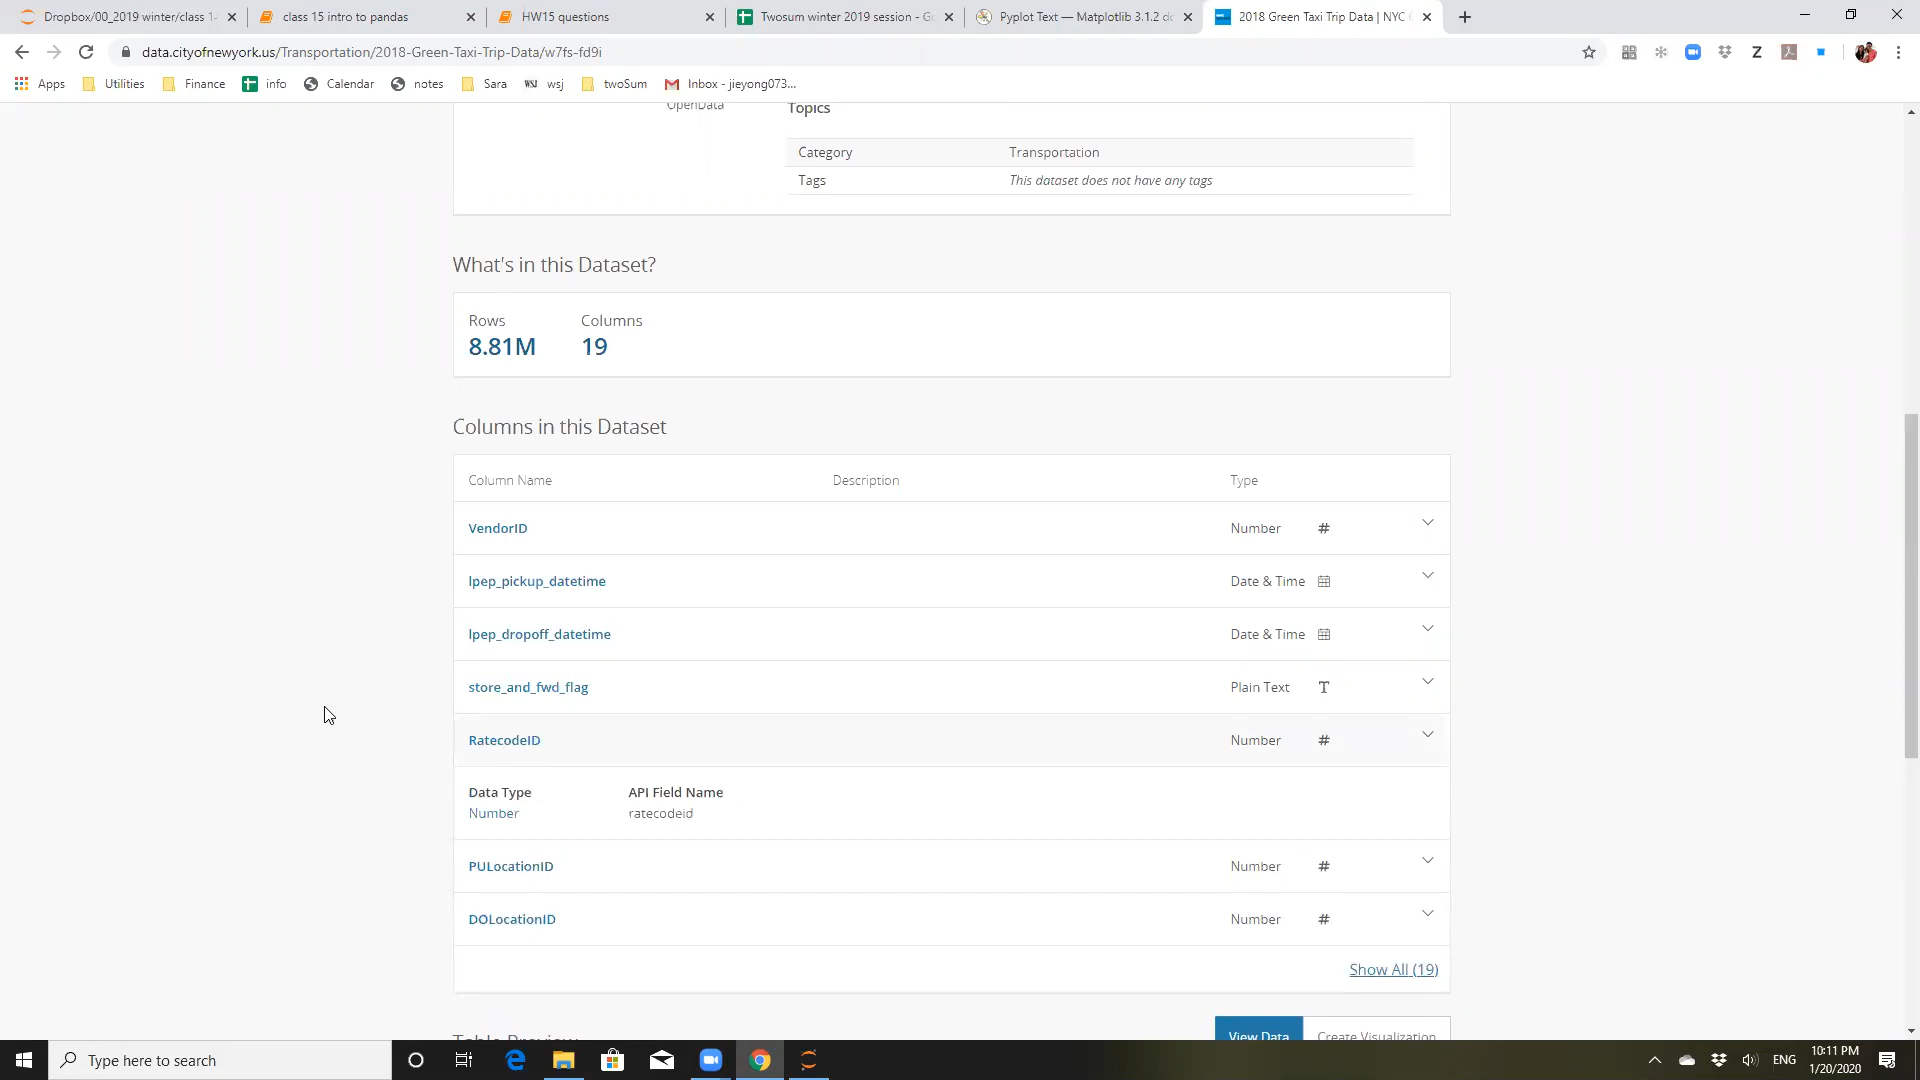 Dropbox/00_2019 winter/class 1-
class 15 intro to pandas
HW15 questions
Twosum winter 2019 session - Go
Pyplot Text — Matplotlib 3.1.2 do
2018 Green Taxi Trip Data | NYC O
data.cityofnewyork.us/Transportation/2018-Green-Taxi-Trip-Data/w7fs-fd9i
Apps
Utilities
Finance
info
Calendar
notes
Sara
WSJ wsj
twoSum
Inbox - jieyong073...
OpenData
Topics
Category Transportation
Tags This dataset does not have any tags
What's in this Dataset?
Rows Columns
8.81M 19
Columns in this Dataset
Column Name Description Type
VendorID Number #
lpep_pickup_datetime Date & Time
lpep_dropoff_datetime Date & Time
store_and_fwd_flag Plain Text T
RatecodeID Number #
Data Type API Field Name
Number ratecodeid
PULocationID Number #
DOLocationID Number #
Show All (19)
Table Preview View Data Create Visualization
Type here to search
ENG
10:11 PM
1/20/2020